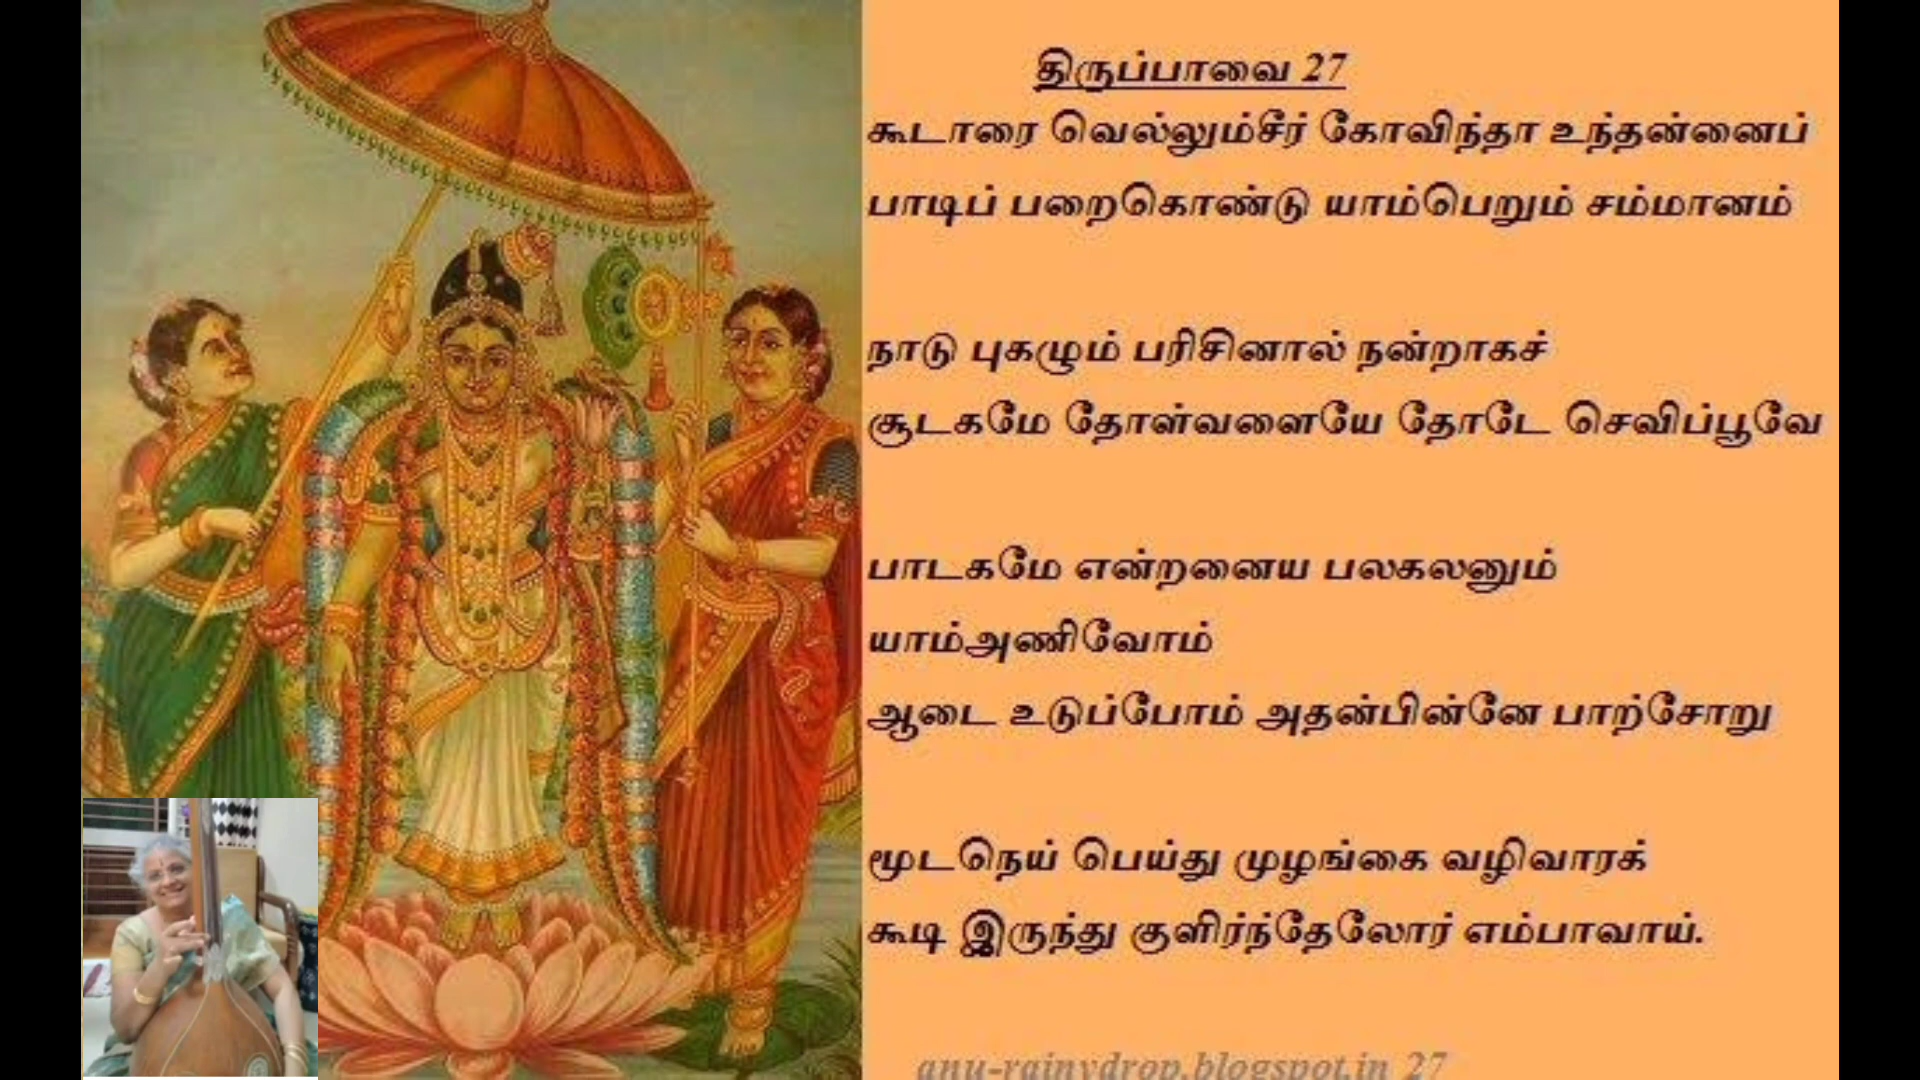 திருப்பாவை 27
கூடாரை வெல்லும்சீர் கோவிந்தா உந்தன்னைப்
பாடிப் பறைகொண்டு யாம்பெறும் சம்மானம்
நாடு புகழும் பரிசினால் நன்றாகச்
சூடகமே தோள்வளையே தோடே செவிப்பூவே
பாடகமே என்றனைய பலகலனும்
யாம்அணிவோம்
ஆடை உடுப்போம் அதன்பின்னே பாற்சோறு
மூடநெய் பெய்து முழங்கை வழிவாரக்
கூடி இருந்து குளிர்ந்தேலோர் எம்பாவாய்.
anu-rainydrop.blogspot.in 27